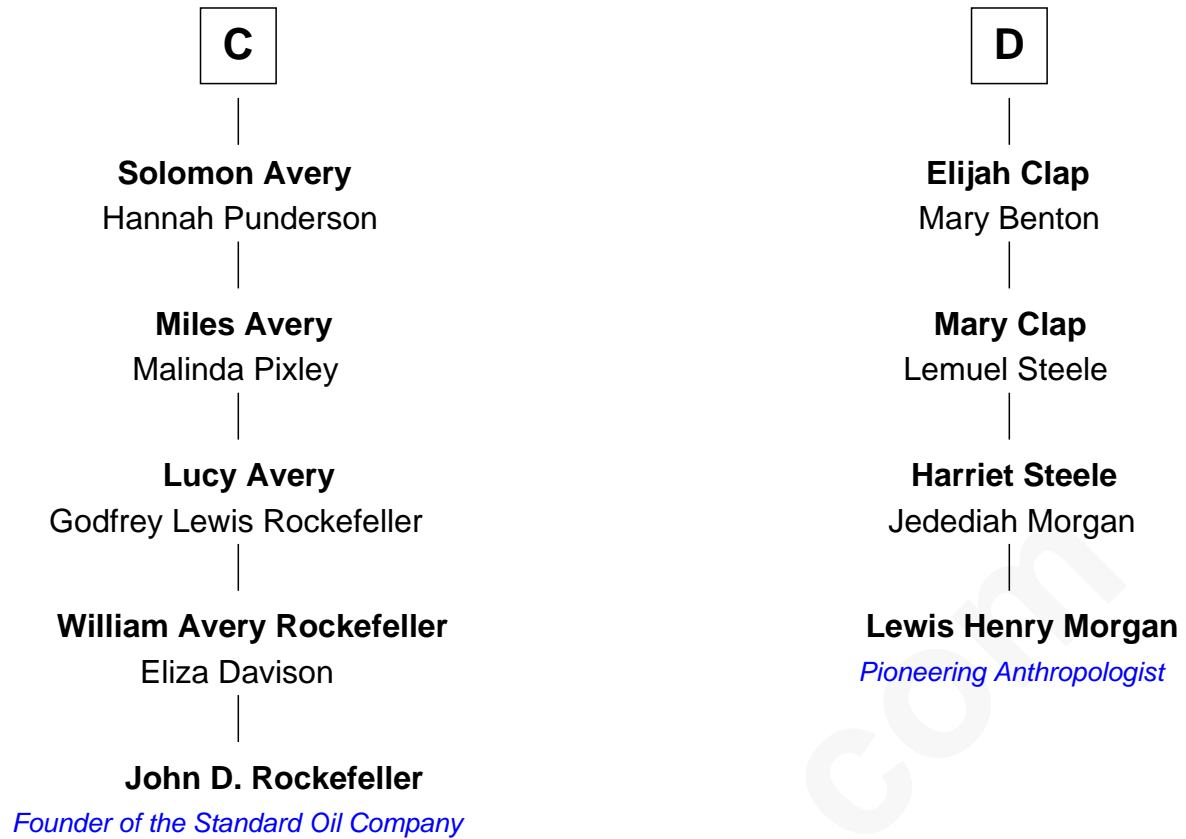 C
Solomon Avery
Hannah Punderson
Miles Avery
Malinda Pixley
Lucy Avery
Godfrey Lewis Rockefeller
William Avery Rockefeller
Eliza Davison
John D. Rockefeller
Founder of the Standard Oil Company
D
Elijah Clap
Mary Benton
Mary Clap
Lemuel Steele
Harriet Steele
Jedediah Morgan
Lewis Henry Morgan
Pioneering Anthropologist
com